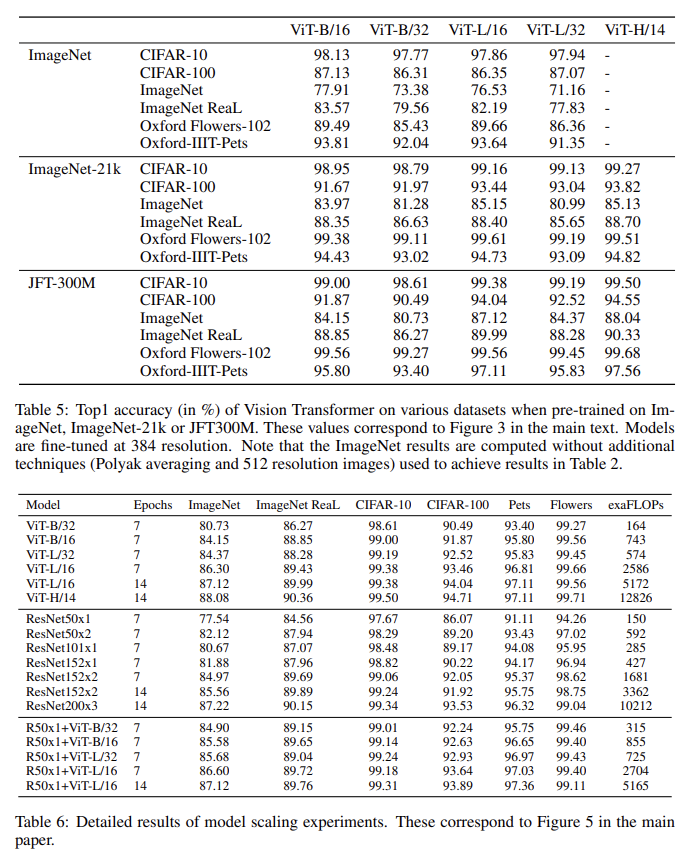 ViT-B/16 ViT-B/32 ViT-L/16 ViT-L/32 ViT-H/14
ImageNet CIFAR-10 98.13 97.77 97.86 97.94 -
CIFAR-100 87.13 86.31 86.35 87.07 -
ImageNet 77.91 73.38 76.53 71.16 -
ImageNet ReaL 83.57 79.56 82.19 77.83 -
Oxford Flowers-102 89.49 85.43 89.66 86.36 -
Oxford-IIIT-Pets 93.81 92.04 93.64 91.35 -
ImageNet-21k CIFAR-10 98.95 98.79 99.16 99.13 99.27
CIFAR-100 91.67 91.97 93.44 93.04 93.82
ImageNet 83.97 81.28 85.15 80.99 85.13
ImageNet ReaL 88.35 86.63 88.40 85.65 88.70
Oxford Flowers-102 99.38 99.11 99.61 99.19 99.51
Oxford-IIIT-Pets 94.43 93.02 94.73 93.09 94.82
JFT-300M CIFAR-10 99.00 98.61 99.38 99.19 99.50
CIFAR-100 91.87 90.49 94.04 92.52 94.55
ImageNet 84.15 80.73 87.12 84.37 88.04
ImageNet ReaL 88.85 86.27 89.99 88.28 90.33
Oxford Flowers-102 99.56 99.27 99.56 99.45 99.68
Oxford-IIIT-Pets 95.80 93.40 97.11 95.83 97.56
Table 5: Top1 accuracy (in %) of Vision Transformer on various datasets when pre-trained on Im-
ageNet, ImageNet-21k or JFT300M. These values correspond to Figure 3 in the main text. Models
are fine-tuned at 384 resolution. Note that the ImageNet results are computed without additional
techniques (Polyak averaging and 512 resolution images) used to achieve results in Table 2.
Model Epochs ImageNet ImageNet ReaL CIFAR-10 CIFAR-100 Pets Flowers exaFLOPs
ViT-B/32 7 80.73 86.27 98.61 90.49 93.40 99.27 164
ViT-B/16 7 84.15 88.85 99.00 91.87 95.80 99.56 743
ViT-L/32 7 84.37 88.28 99.19 92.52 95.83 99.45 574
ViT-L/16 7 86.30 89.43 99.38 93.46 96.81 99.66 2586
ViT-L/16 14 87.12 89.99 99.38 94.04 97.11 99.56 5172
ViT-H/14 14 88.08 90.36 99.50 94.71 97.11 99.71 12826
ResNet50x1 7 77.54 84.56 97.67 86.07 91.11 94.26 150
ResNet50x2 7 82.12 87.94 98.29 89.20 93.43 97.02 592
ResNet101x1 7 80.67 87.07 98.48 89.17 94.08 95.95 285
ResNet152x1 7 81.88 87.96 98.82 90.22 94.17 96.94 427
ResNet152x2 7 84.97 89.69 99.06 92.05 95.37 98.62 1681
ResNet152x2 14 85.56 89.89 99.24 91.92 95.75 98.75 3362
ResNet200x3 14 87.22 90.15 99.34 93.53 96.32 99.04 10212
R50x1+ViT-B/32 7 84.90 89.15 99.01 92.24 95.75 99.46 315
R50x1+ViT-B/16 7 85.58 89.65 99.14 92.63 96.65 99.40 855
R50x1+ViT-L/32 7 85.68 89.04 99.24 92.93 96.97 99.43 725
R50x1+ViT-L/16 7 86.60 89.72 99.18 93.64 97.03 99.40 2704
R50x1+ViT-L/16 14 87.12 89.76 99.31 93.89 97.36 99.11 5165
Table 6: Detailed results of model scaling experiments. These correspond to Figure 5 in the main
paper.